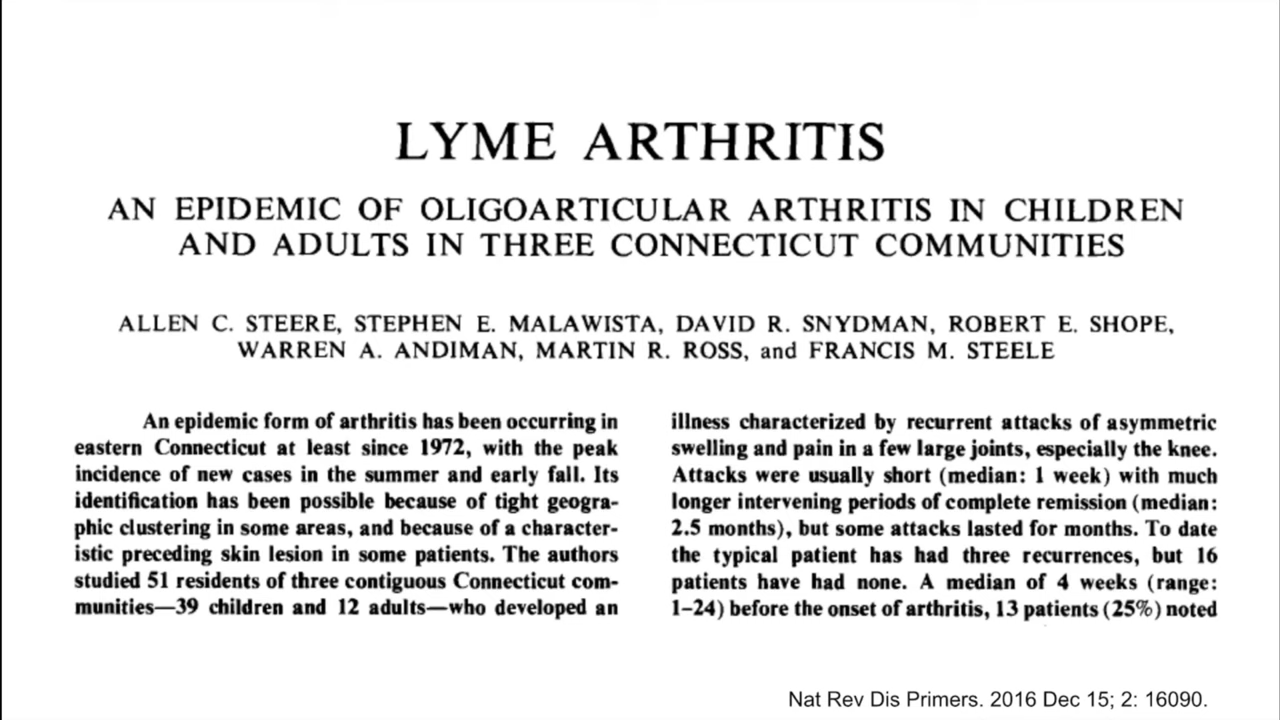 LYME ARTHRITIS
AN EPIDEMIC OF OLIGOARTICULAR ARTHRITIS IN CHILDREN
AND ADULTS IN THREE CONNECTICUT COMMUNITIES
ALLEN C. STEERE, STEPHEN E. MALAWISTA, DAVID R. SNYDMAN, ROBERT E. SHOPE,
WARREN A. ANDIMAN, MARTIN R. ROSS, and FRANCIS M. STEELE
An epidemic form of arthritis has been occurring in
eastern Connecticut at least since 1972, with the peak
incidence of new cases in the summer and early fall. Its
identification has been possible because of tight geogra-
phic clustering in some areas, and because of a character-
istic preceding skin lesion in some patients. The authors
studied 51 residents of three contiguous Connecticut com-
munities—39 children and 12 adults—who developed an
illness characterized by recurrent attacks of asymmetric
swelling and pain in a few large joints, especially the knee.
Attacks were usually short (median: 1 week) with much
longer intervening periods of complete remission (median:
2.5 months), but some attacks lasted for months. To date
the typical patient has had three recurrences, but 16
patients have had none. A median of 4 weeks (range:
1–24) before the onset of arthritis, 13 patients (25%) noted
Nat Rev Dis Primers. 2016 Dec 15; 2: 16090.